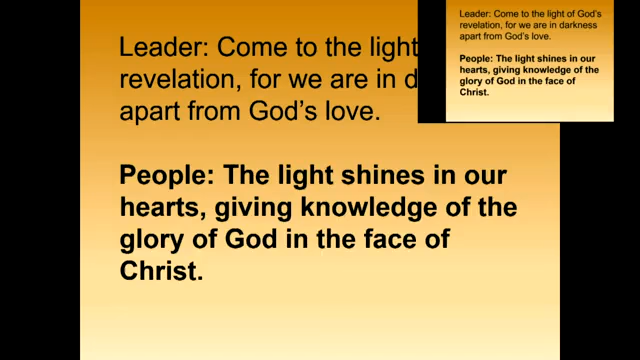 Leader: Come to the light
revelation, for we are in d
apart from God's love.
People: The light shines in our
hearts, giving knowledge of the
glory of God in the face of
Christ.
Leader: Come to the light of God's
revelation, for we are in darkness
apart from God's love.
People: The light shines in our
hearts, giving knowledge of the
glory of God in the face of
Christ.